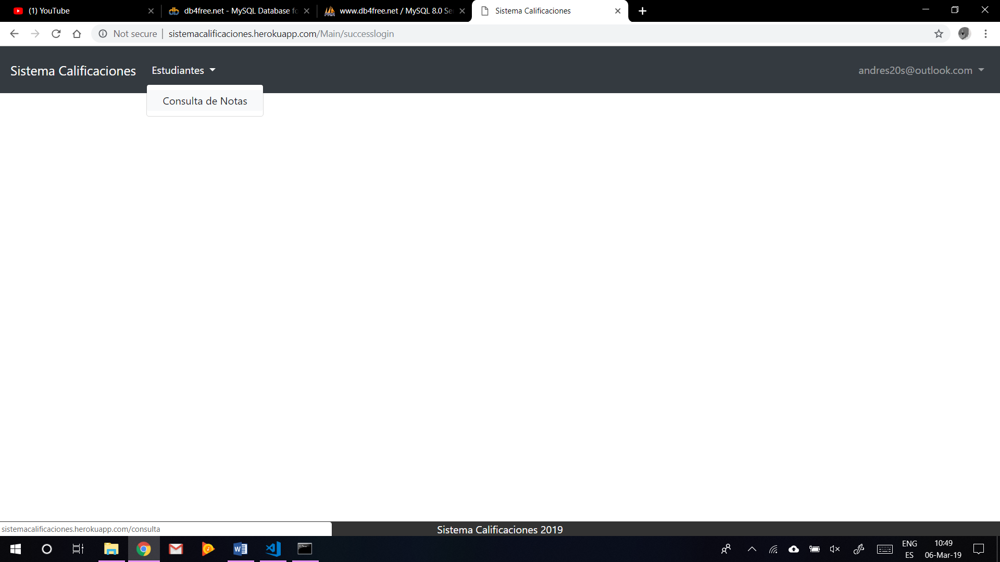 (1) YouTube
db4free.net - MySQL Database fo
www.db4free.net / MySQL 8.0 Se
Sistema Calificaciones
Not secure
sistemacalificaciones.herokuapp.com/Main/successlogin
Sistema Calificaciones
Estudiantes
andres20s@outlook.com
Consulta de Notas
sistemacalificaciones.herokuapp.com/consulta
Sistema Calificaciones 2019
ENG
ES
10:49
06-Mar-19